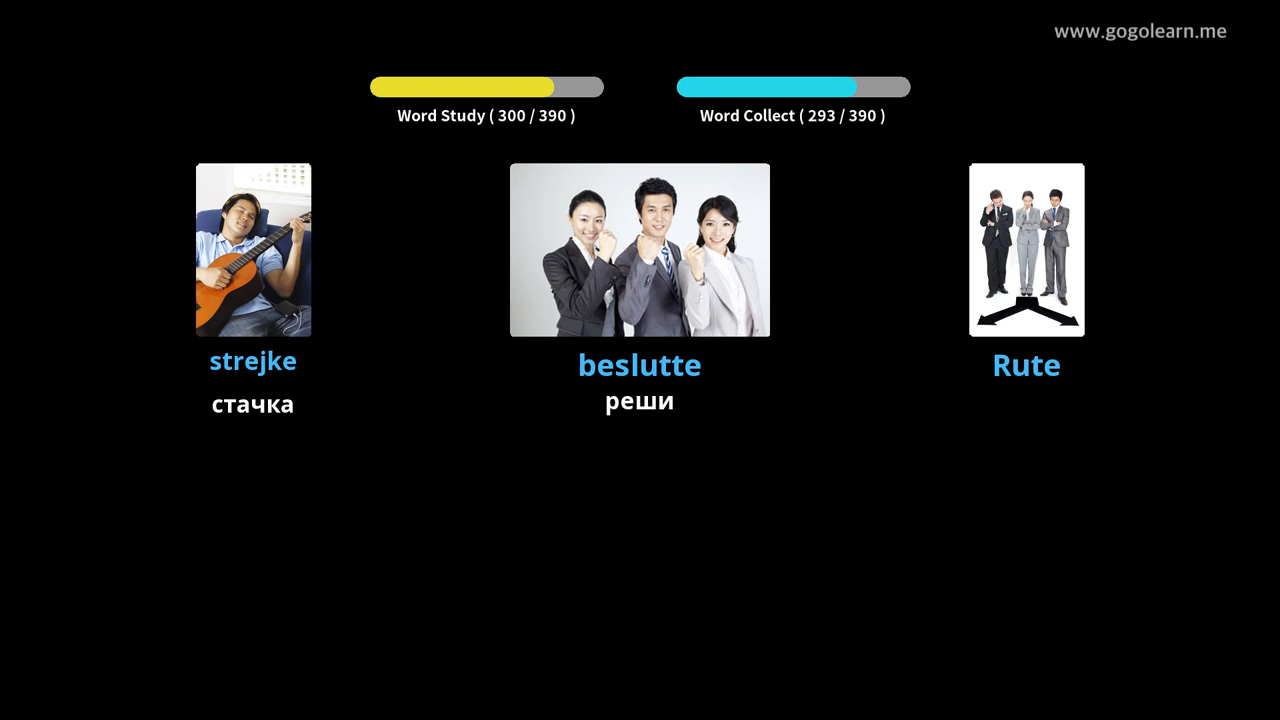 www.gogolearn.me
Word Study ( 300 / 390 )
Word Collect ( 293 / 390 )
strejke
стачка
beslutte
реши
Rute